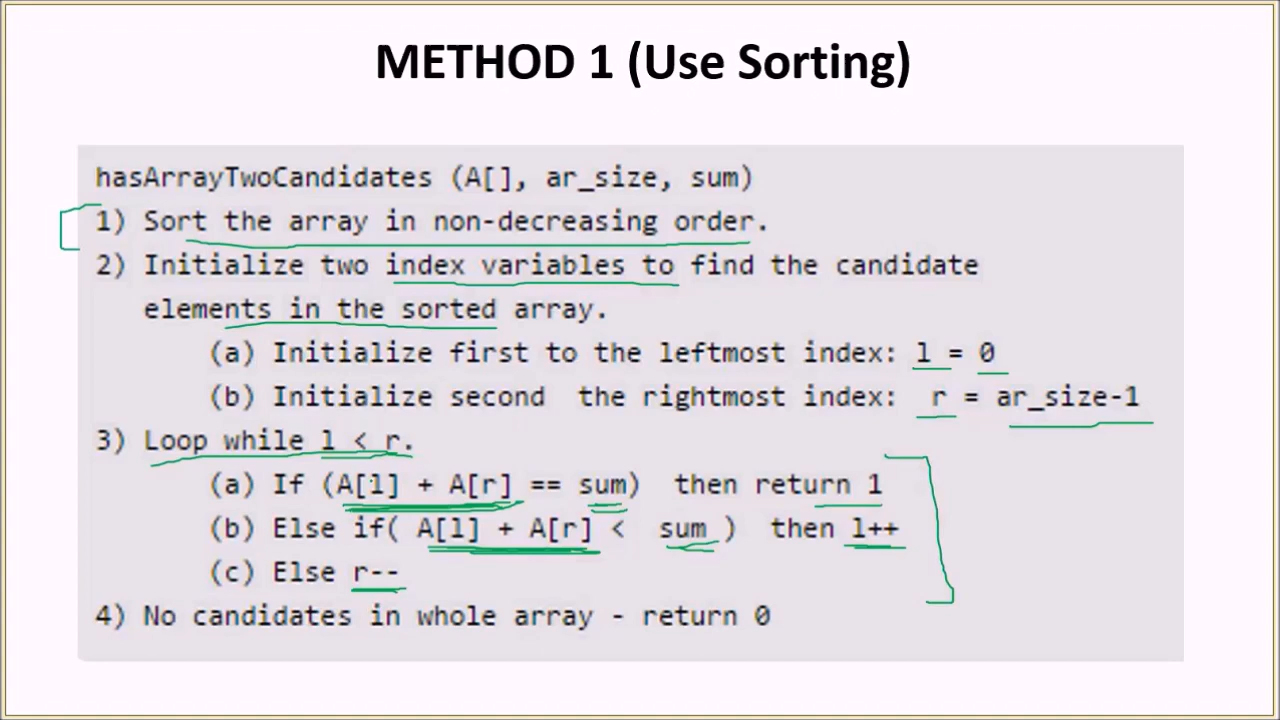 METHOD 1 (Use Sorting)
hasArrayTwoCandidates (A[], ar_size, sum)
1) Sort the array in non-decreasing order.
2) Initialize two index variables to find the candidate
elements in the sorted array.
(a) Initialize first to the leftmost index: l = 0
(b) Initialize second  the rightmost index: r = ar_size-1
3) Loop while l < r.
(a) If (A[l] + A[r] == sum)  then return 1
(b) Else if( A[l] + A[r] <  sum )  then l++
(c) Else r--
4) No candidates in whole array - return 0